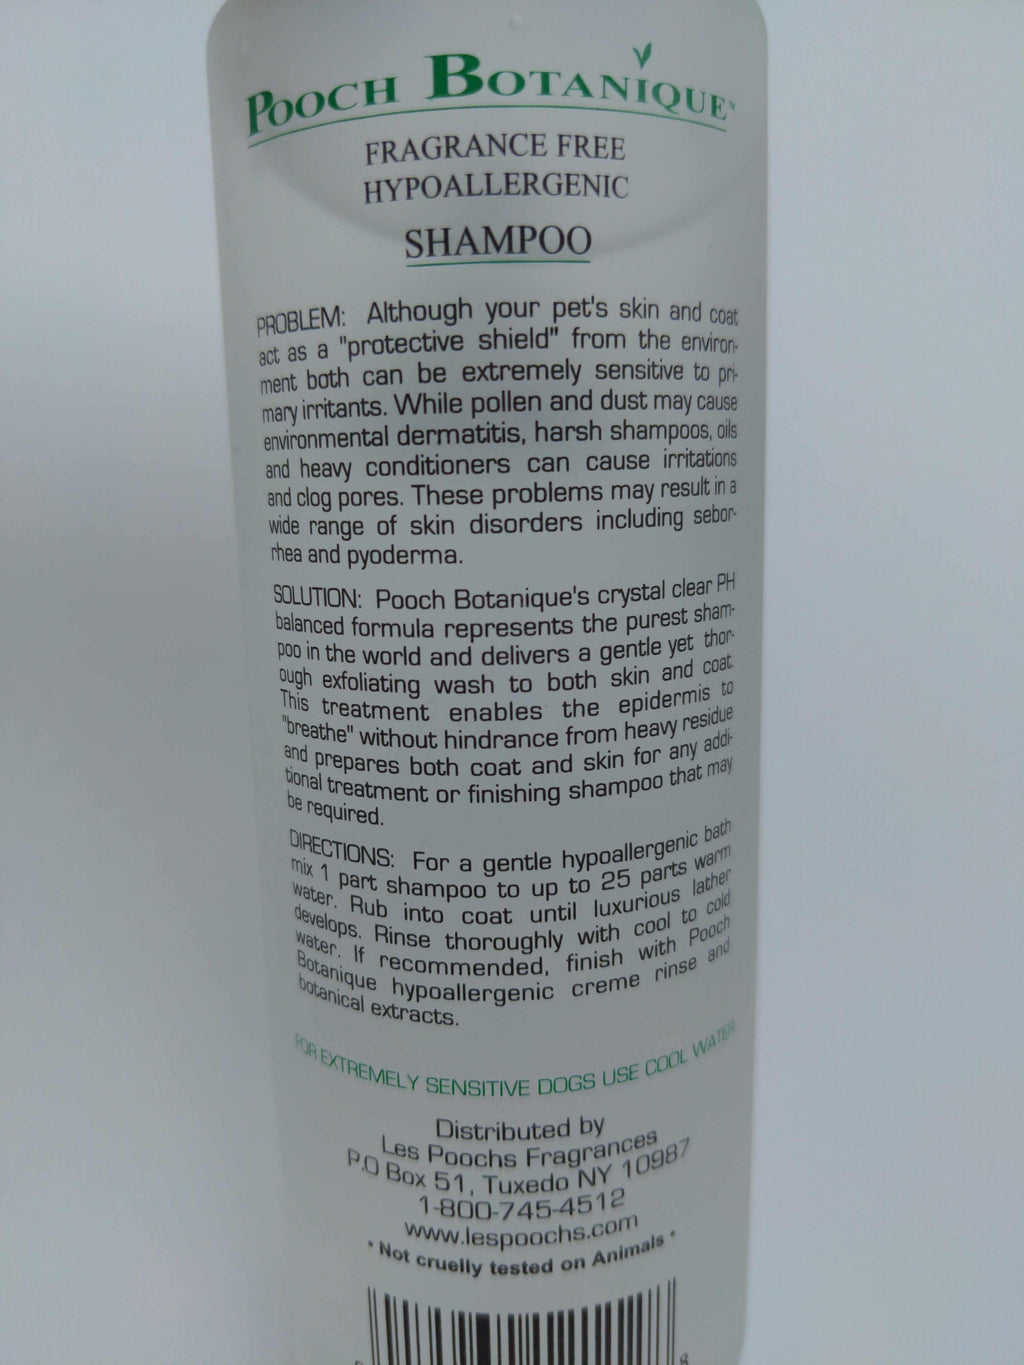 POOCH BOTANIQUE™
FRAGRANCE FREE
HYPOALLERGENIC
SHAMPOO
PROBLEM: Although your pet's skin and coat
act as a "protective shield" from the environ-
ment both can be extremely sensitive to pri-
mary irritants. While pollen and dust may cause
environmental dermatitis, harsh shampoos, oils
and heavy conditioners can cause irritations
and clog pores. These problems may result in a
wide range of skin disorders including sebor-
rhea and pyoderma.
SOLUTION: Pooch Botanique's crystal clear PH
balanced formula represents the purest sham-
poo in the world and delivers a gentle yet thor-
ough exfoliating wash to both skin and coat.
This treatment enables the epidermis to
"breathe" without hindrance from heavy residue
and prepares both coat and skin for any addi-
tional treatment or finishing shampoo that may
be required.
DIRECTIONS: For a gentle hypoallergenic bath
mix 1 part shampoo to up to 25 parts warm
water. Rub into coat until luxurious lather
develops. Rinse thoroughly with cool to cold
water. If recommended, finish with Pooch
Botanique hypoallergenic creme rinse and
botanical extracts.
FOR EXTREMELY SENSITIVE DOGS USE COOL WATER
Distributed by
Les Poochs Fragrances
P.O Box 51, Tuxedo NY 10987
1-800-745-4512
www.lespoochs.com
• Not cruelly tested on Animals •